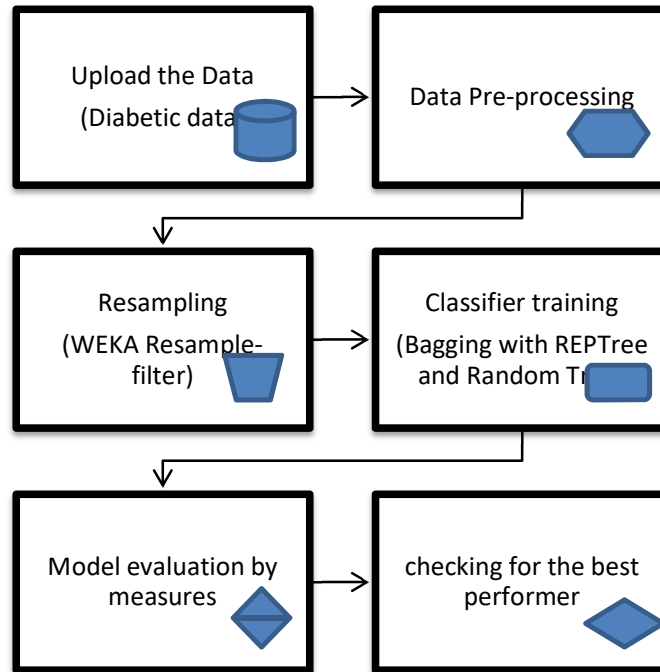 Upload the Data
(Diabetic data
Data Pre-processing
Resampling
(WEKA Resample-
filter)
Classifier training
(Bagging with REPTree
and Random
Model evaluation by
measures
checking for the best
performer